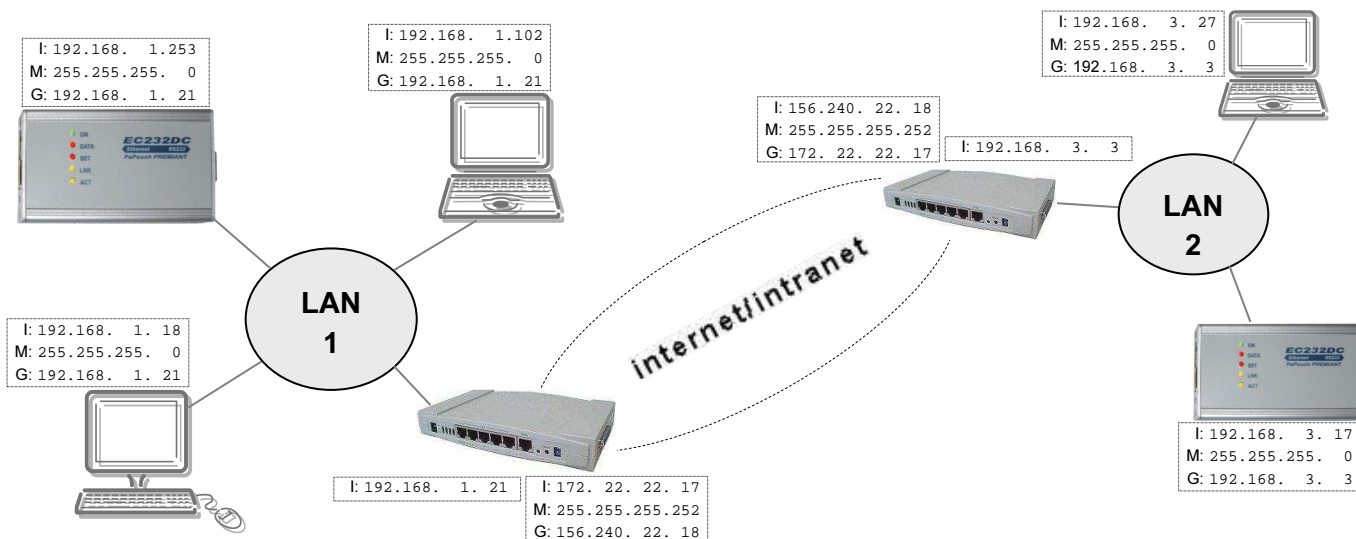 I: 192.168. 1.253
M: 255.255.255. 0
G: 192.168. 1. 21
EC232DC
Ethernet RS232
PaPouch PREMIANT
ON
DATA
SET
LNK
ACT
I: 192.168. 1.102
M: 255.255.255. 0
G: 192.168. 1. 21
I: 192.168. 3. 27
M: 255.255.255. 0
G: 192.168. 3. 3
I: 156.240. 22. 18
M: 255.255.255.252
G: 172. 22. 22. 17
I: 192.168. 3. 3
LAN
1
LAN
2
internet/intranet
I: 192.168. 1. 18
M: 255.255.255. 0
G: 192.168. 1. 21
I: 192.168. 1. 21
I: 172. 22. 22. 17
M: 255.255.255.252
G: 156.240. 22. 18
EC232DC
Ethernet RS232
PaPouch PREMIANT
ON
DATA
SET
LNK
ACT
I: 192.168. 3. 17
M: 255.255.255. 0
G: 192.168. 3. 3